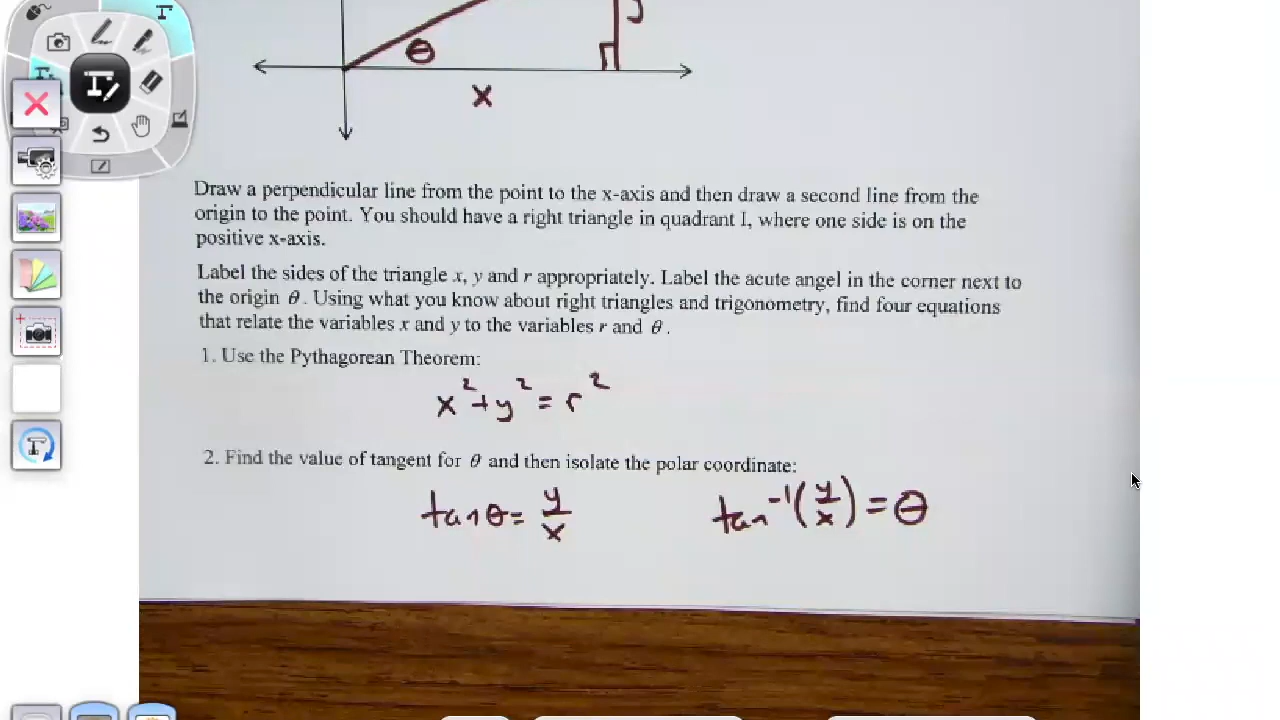 θ
x
Draw a perpendicular line from the point to the x-axis and then draw a second line from the
origin to the point. You should have a right triangle in quadrant I, where one side is on the
positive x-axis.
Label the sides of the triangle x, y and r appropriately. Label the acute angel in the corner next to
the origin θ. Using what you know about right triangles and trigonometry, find four equations
that relate the variables x and y to the variables r and θ.
1. Use the Pythagorean Theorem:
x² + y² = r²
2. Find the value of tangent for θ and then isolate the polar coordinate:
tan θ = y/x    tan⁻¹(y/x) = θ